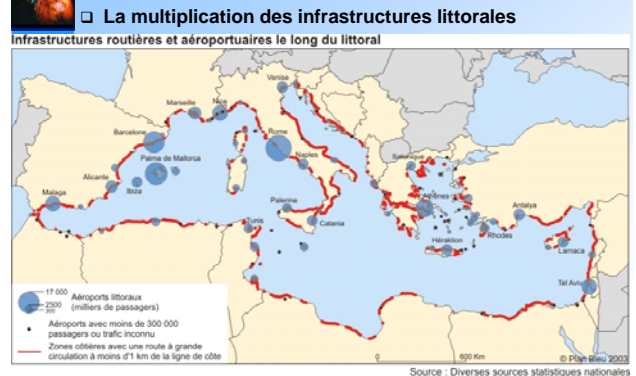 ❑ La multiplication des infrastructures littorales
Infrastructures routières et aéroportuaires le long du littoral
Venise
Marseille
Nice
Barcelone
Rome
Palma de Mallorca
Naples
Salonique
Alicante
Ibiza
Malaga
Palerme
Athènes
Antalya
Tunis
Catania
Rhodes
Héraklion
Larnaca
Tel Aviv
17 000
2500
300
Aéroports littoraux
(milliers de passagers)
Aéroports avec moins de 300 000
passagers ou trafic inconnu
Zones côtières avec une route à grande
circulation à moins d'1 km de la ligne de côte
0 600 Km
© Plan Bleu 2003
Source : Diverses sources statistiques nationales